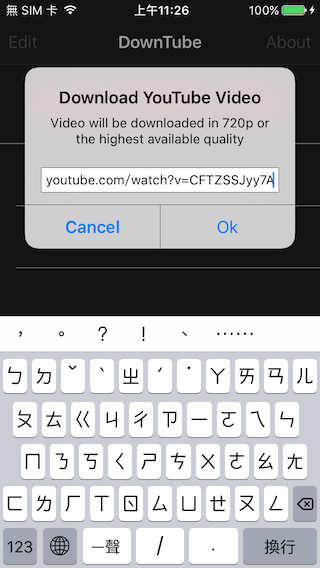 無 SIM 卡 上午11:26 100%
Edit DownTube About
Download YouTube Video
Video will be downloaded in 720p or
the highest available quality
youtube.com/watch?v=CFTZSSJyy7A
Cancel Ok
， 。 ? ! 、 ⋯⋯
ㄅ ㄉ ˇ ˋ ㄓ ˊ ˙ ㄚ ㄞ ㄢ ㄦ
ㄆ ㄊ ㄍ ㄐ ㄔ ㄗ ㄧ ㄛ ㄟ ㄣ
ㄇ ㄋ ㄎ ㄑ ㄕ ㄘ ㄨ ㄜ ㄠ ㄤ
ㄈ ㄌ ㄏ ㄒ ㄖ ㄙ ㄩ ㄝ ㄡ ㄥ
123 一聲 / . 換行